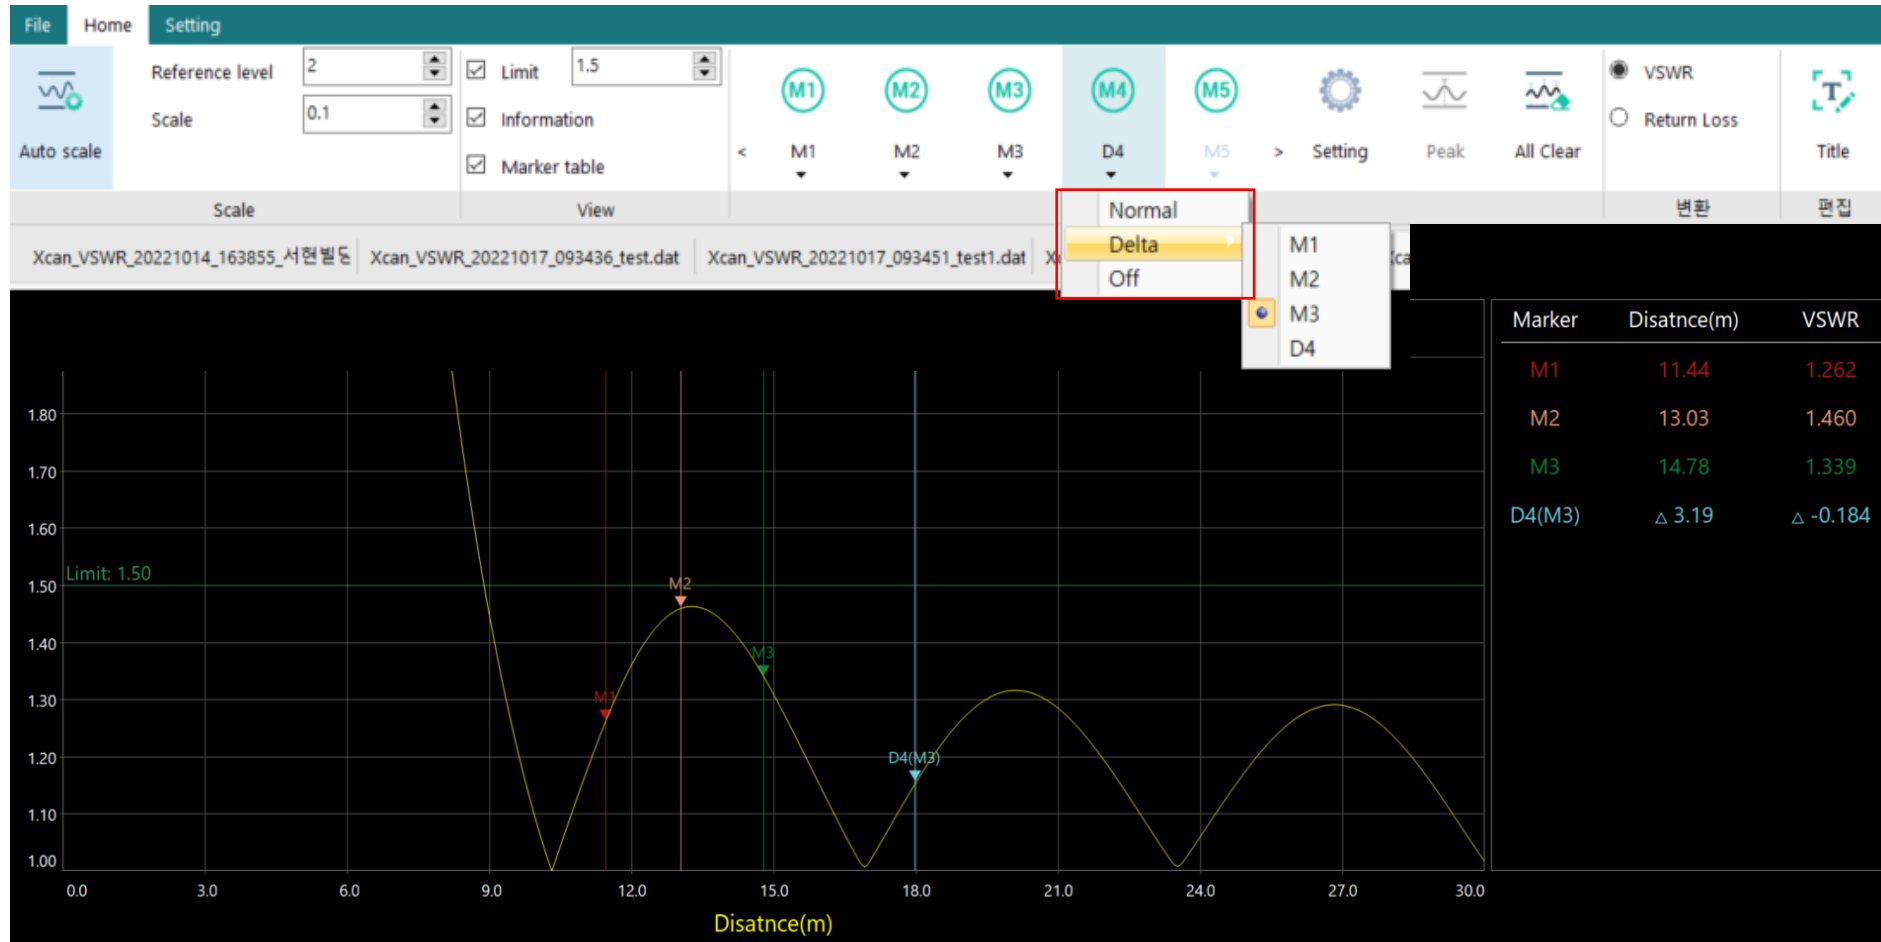 File Home Setting
Reference level 2
Scale 0.1
Auto scale
Limit 1.5
Information
Marker table
M1 M2 M3 M4 M5
< M1 M2 M3 D4 M5 > Setting Peak All Clear
VSWR
Return Loss
Title
Scale View 변환 편집
Normal
Delta
Off
M1
M2
M3
D4
Xcan_VSWR_20221014_163855_서현빌딩 Xcan_VSWR_20221017_093436_test.dat Xcan_VSWR_20221017_093451_test1.dat
Marker Disatnce(m) VSWR
M1 11.44 1.262
M2 13.03 1.460
M3 14.78 1.339
D4(M3) △ 3.19 △ -0.184
1.80
1.70
1.60
1.50
1.40
1.30
1.20
1.10
1.00
Limit: 1.50
M2
M3
M1
D4(M3)
0.0 3.0 6.0 9.0 12.0 15.0 18.0 21.0 24.0 27.0 30.0
Disatnce(m)